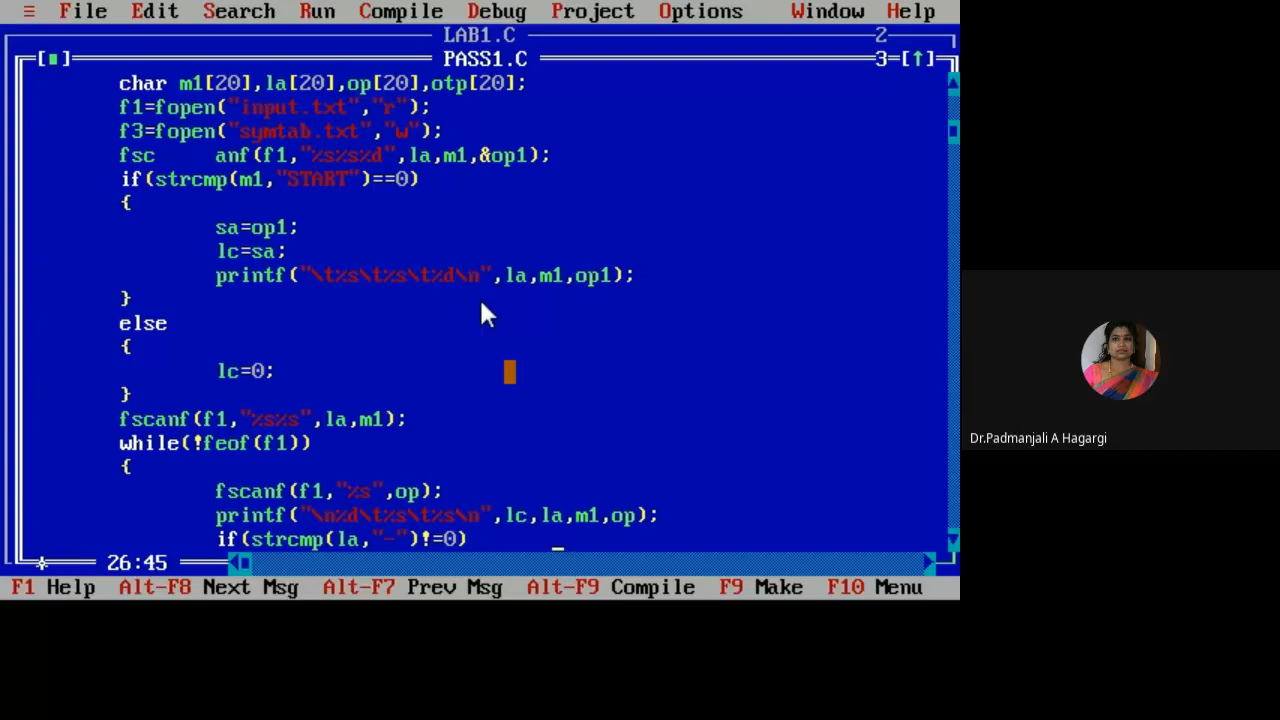 ≡ File Edit Search Run Compile Debug Project Options Window Help
LAB1.C 2
[■] PASS1.C 3=[↑]
char m1[20],la[20],op[20],otp[20];
f1=fopen("input.txt","r");
f3=fopen("symtab.txt","w");
fsc anf(f1,"%s%s%d",la,m1,&op1);
if(strcmp(m1,"START")==0)
{
sa=op1;
lc=sa;
printf("\t%s\t%s\t%d\n",la,m1,op1);
}
else
{
lc=0;
}
fscanf(f1,"%s%s",la,m1);
while(!feof(f1))
{
fscanf(f1,"%s",op);
printf("\n%d\t%s\t%s\n",lc,la,m1,op);
if(strcmp(la,"-")!=0)
26:45
F1 Help Alt-F8 Next Msg Alt-F7 Prev Msg Alt-F9 Compile F9 Make F10 Menu
Dr.Padmanjali A Hagargi